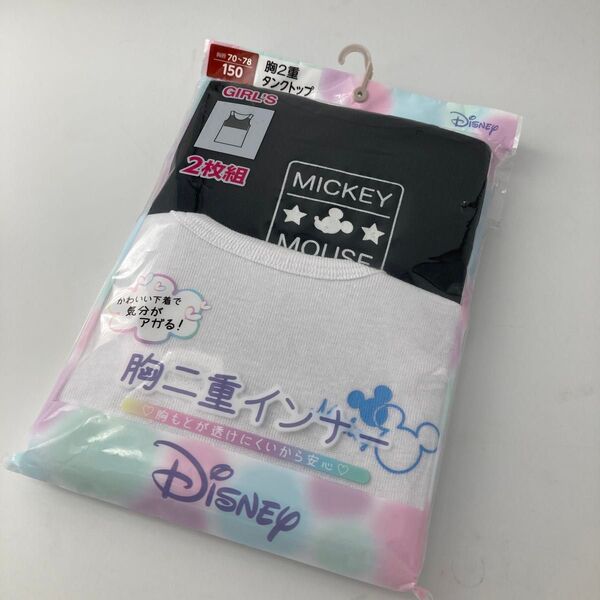 胸囲 70~78
150
胸2重
タンクトップ
DISNEY
GIRL'S
2枚組
MICKEY
MOUSE
かわいい下着で
気分が
アガる!
胸二重インナー
♡胸もとが透けにくいから安心♡
DISNEY